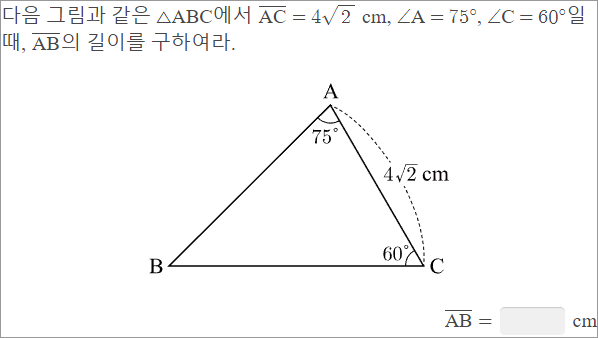 다음 그림과 같은 △ABC에서 AC = 4√2 cm, ∠A = 75°, ∠C = 60°일
때, AB의 길이를 구하여라.
A
75°
4√2 cm
60°
B
C
AB = cm